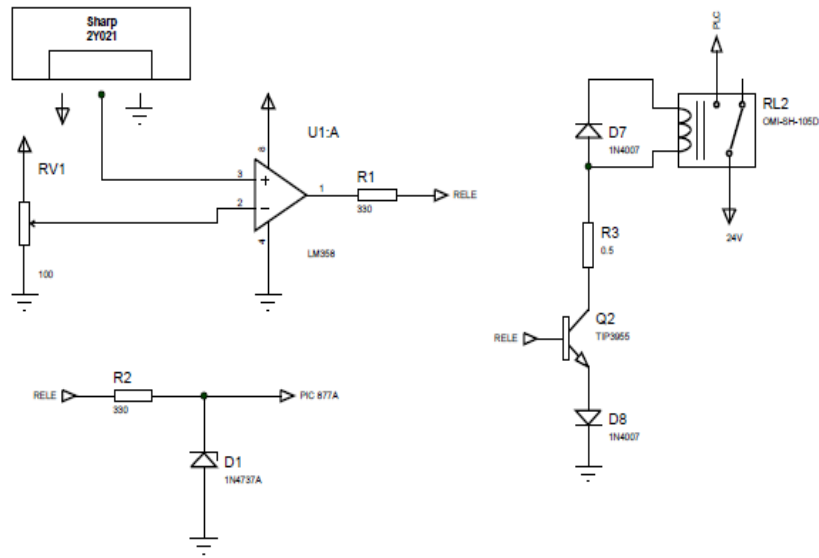 Sharp
2Y021
RV1
100
3
2
8
4
1
U1:A
LM358
R1
330
RELE
RELE
R2
330
PIC 877A
D1
1N4737A
PLC
D7
1N4007
RL2
OMI-SH-105D
24V
R3
0.5
RELE
Q2
TIP3955
D8
1N4007